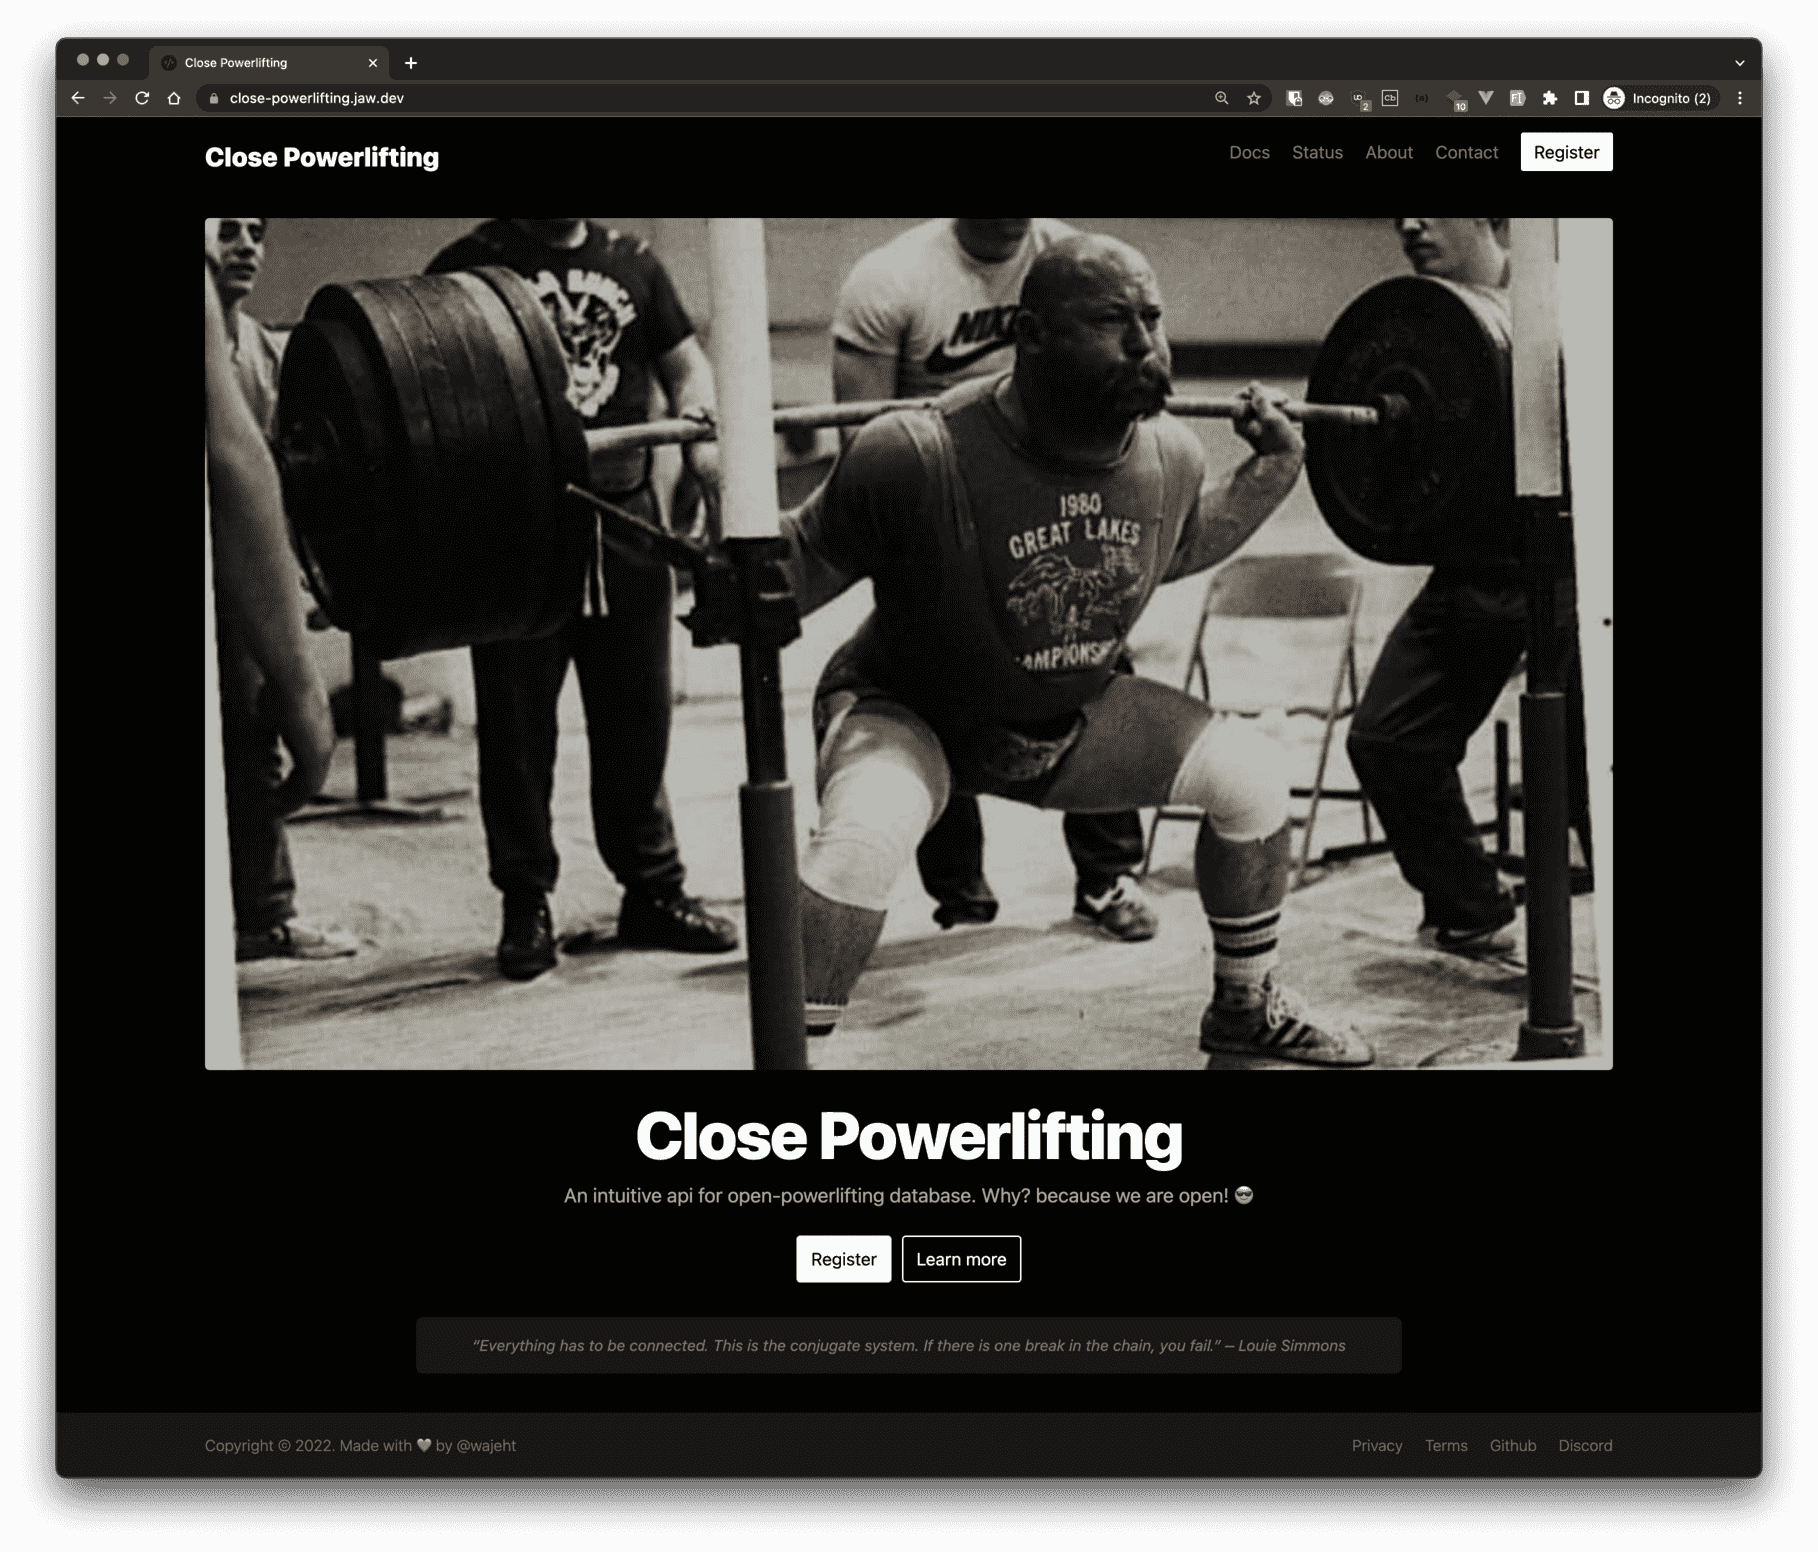 Close Powerlifting
close-powerlifting.jaw.dev
2
Cb
10
Incognito (2)
Close Powerlifting
Docs Status About Contact Register
1980
GREAT LAKES
Close Powerlifting
An intuitive api for open-powerlifting database. Why? because we are open! 😎
Register Learn more
“Everything has to be connected. This is the conjugate system. If there is one break in the chain, you fail.” – Louie Simmons
Copyright © 2022. Made with 🤍 by @wajeht
Privacy Terms Github Discord